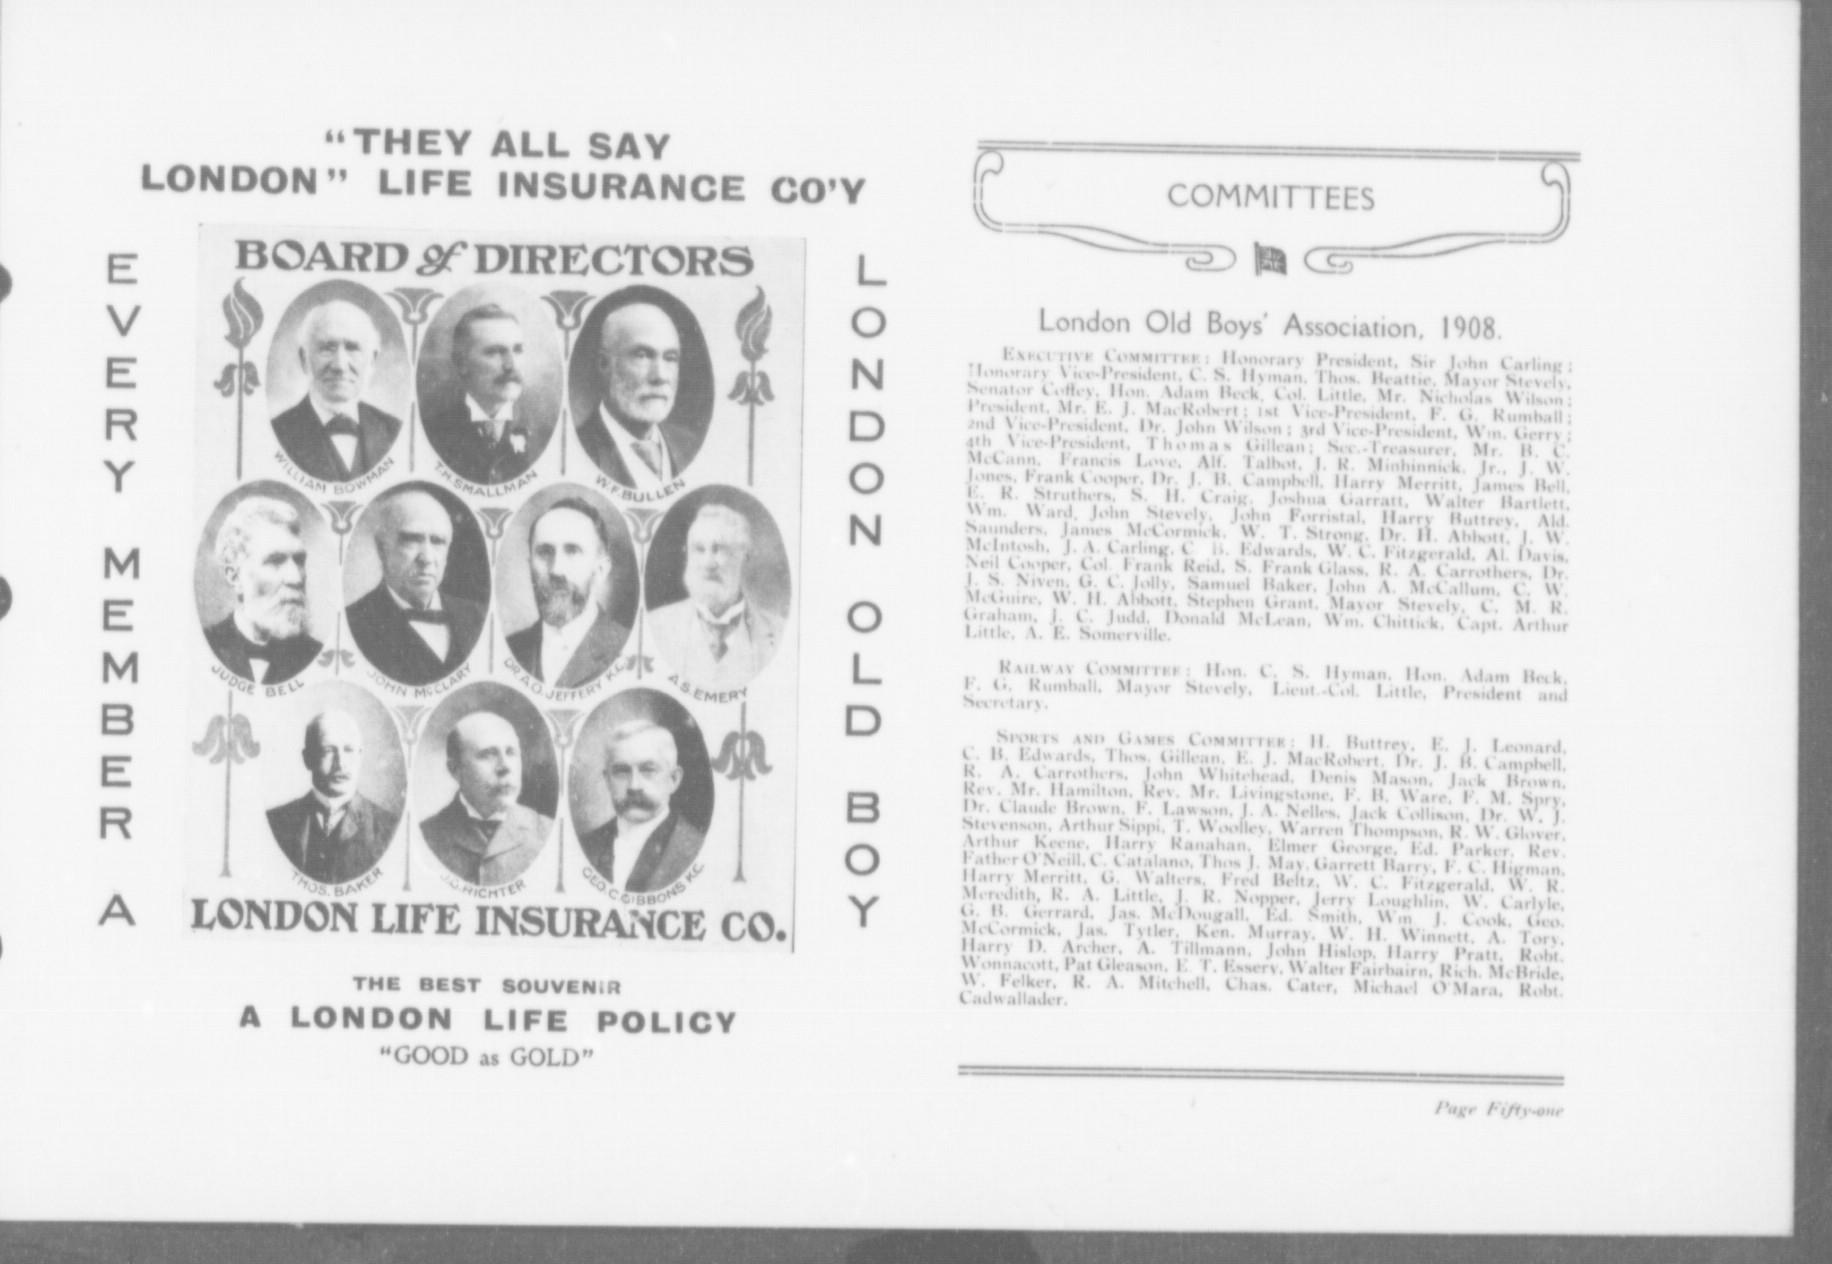 "THEY ALL SAY
LONDON" LIFE INSURANCE CO'Y
EVERY MEMBER A
BOARD of DIRECTORS
WILLIAM BOWMAN
T.H. SMALLMAN
W.F. BULLEN
JUDGE BELL
JOHN McCLARY
DR. A.O. JEFFERY K.C.
A.S. EMERY
THOS. BAKER
J.G. RICHTER
GEO. C. GIBBONS K.C.
LONDON LIFE INSURANCE CO.
LONDON OLD BOY
THE BEST SOUVENIR
A LONDON LIFE POLICY
"GOOD as GOLD"
COMMITTEES
London Old Boys' Association, 1908.
EXECUTIVE COMMITTEE: Honorary President, Sir John Carling;
Honorary Vice-President, C. S. Hyman, Thos. Beattie, Mayor Stevely,
Senator Coffey, Hon. Adam Beck, Col. Little, Mr. Nicholas Wilson;
President, Mr. E. J. MacRobert; 1st Vice-President, F. G. Rumball;
2nd Vice-President, Dr. John Wilson; 3rd Vice-President, Wm. Gerry;
4th Vice-President, Thomas Gillean; Sec.-Treasurer, Mr. B. C.
McCann, Francis Love, Alf. Talbot, J. R. Minhinnick, Jr., J. W.
Jones, Frank Cooper, Dr. J. B. Campbell, Harry Merritt, James Bell,
E. R. Struthers, S. H. Craig, Joshua Garratt, Walter Bartlett,
Wm. Ward, John Stevely, John Forristal, Harry Buttrey, Ald.
Saunders, James McCormick, W. T. Strong, Dr. H. Abbott, J. W.
McIntosh, J. A. Carling, C. B. Edwards, W. C. Fitzgerald, Al. Davis,
Neil Cooper, Col. Frank Reid, S. Frank Glass, R. A. Carrothers, Dr.
J. S. Niven, G. C. Jolly, Samuel Baker, John A. McCallum, C. W.
McGuire, W. H. Abbott, Stephen Grant, Mayor Stevely, C. M. R.
Graham, J. C. Judd, Donald McLean, Wm. Chittick, Capt. Arthur
Little, A. E. Somerville.
RAILWAY COMMITTEE: Hon. C. S. Hyman, Hon. Adam Beck,
F. G. Rumball, Mayor Stevely, Lieut.-Col. Little, President and
Secretary.
SPORTS AND GAMES COMMITTEE: H. Buttrey, E. J. Leonard,
C. B. Edwards, Thos. Gillean, E. J. MacRobert, Dr. J. B. Campbell,
R. A. Carrothers, John Whitehead, Denis Mason, Jack Brown,
Rev. Mr. Hamilton, Rev. Mr. Livingstone, F. B. Ware, F. M. Spry,
Dr. Claude Brown, F. Lawson, J. A. Nelles, Jack Collison, Dr. W. J.
Stevenson, Arthur Sippi, T. Woolley, Warren Thompson, R. W. Glover,
Arthur Keene, Harry Ranahan, Elmer George, Ed. Parker, Rev.
Father O'Neill, C. Catalano, Thos J. May, Garrett Barry, F. C. Higman,
Harry Merritt, G. Walters, Fred Beltz, W. C. Fitzgerald, W. R.
Meredith, R. A. Little, J. R. Nopper, Jerry Loughlin, W. Carlyle,
G. B. Gerrard, Jas. McDougall, Ed. Smith, Wm. J. Cook, Geo.
McCormick, Jas. Tytler, Ken. Murray, W. H. Winnett, A. Tory,
Harry D. Archer, A. Tillmann, John Hislop, Harry Pratt, Robt.
Wonnacott, Pat Gleason, E. T. Essery, Walter Fairbairn, Rich. McBride,
W. Felker, R. A. Mitchell, Chas. Cater, Michael O'Mara, Robt.
Cadwallader.
Page Fifty-one